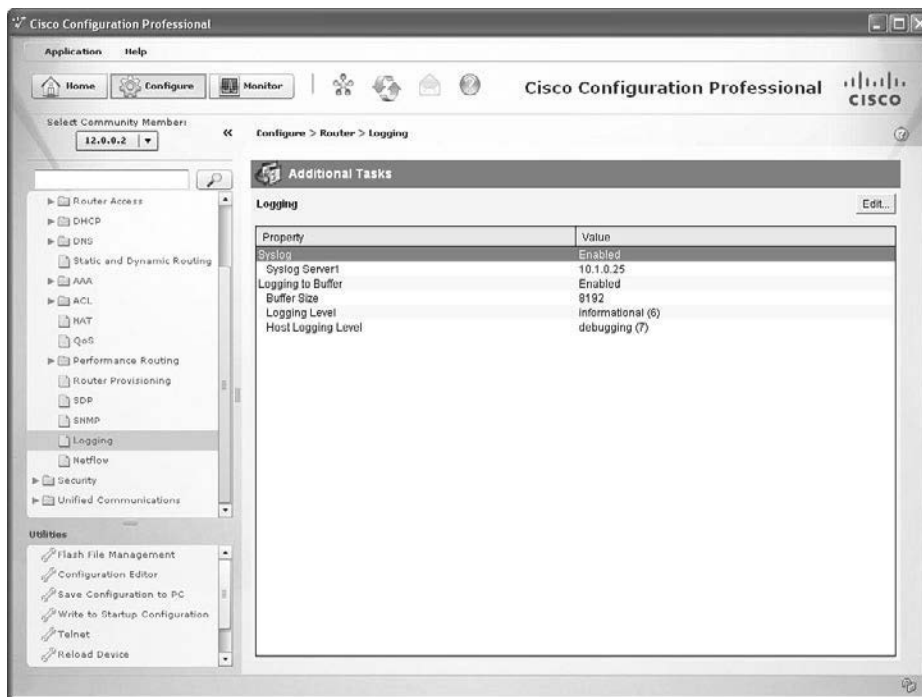 Cisco Configuration Professional
Application Help
Home Configure Monitor Cisco Configuration Professional CISCO
Select Community Member:
12.0.0.2
Configure > Router > Logging
Router Access
DHCP
DNS
Static and Dynamic Routing
AAA
ACL
NAT
QoS
Performance Routing
Router Provisioning
SDP
SNMP
Logging
Netflow
Security
Unified Communications
Utilities
Flash File Management
Configuration Editor
Save Configuration to PC
Write to Startup Configuration
Telnet
Reload Device
Additional Tasks
Logging Edit...
Property Value
Syslog Enabled
Syslog Server1 10.1.0.25
Logging to Buffer Enabled
Buffer Size 8192
Logging Level informational (6)
Host Logging Level debugging (7)